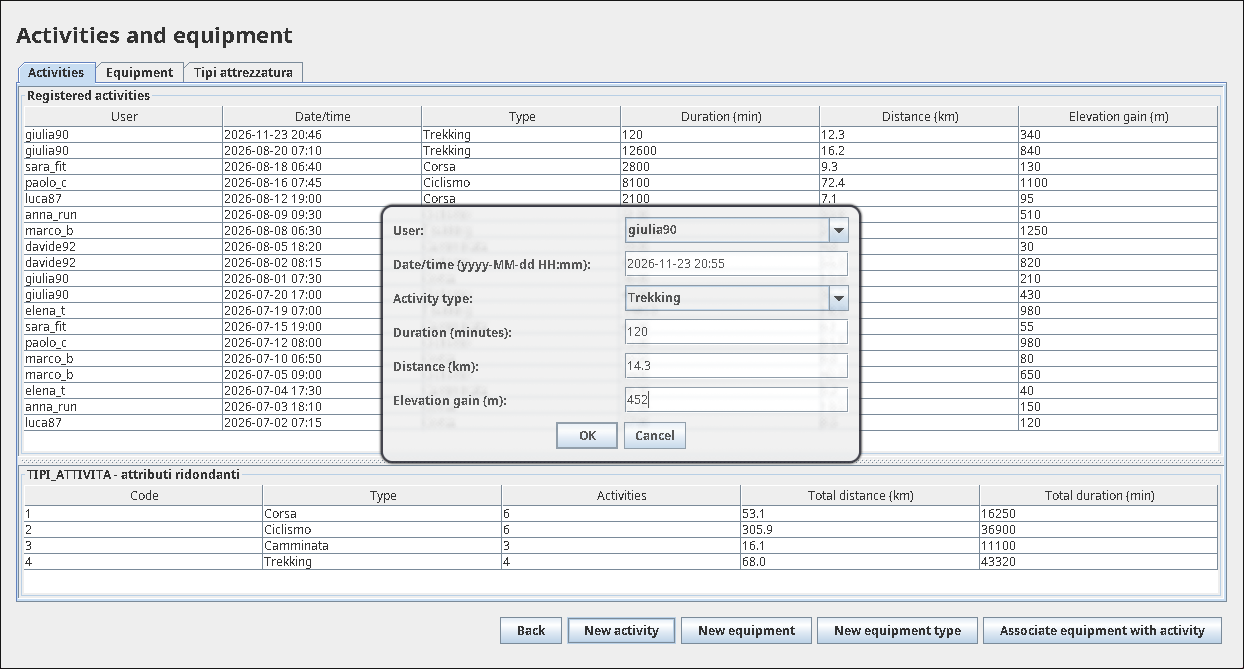 Activities and equipment
Activities Equipment Tipi attrezzatura
Registered activities
User Date/time Type Duration (min) Distance (km) Elevation gain (m)
giulia90 2026-11-23 20:46 Trekking 120 12.3 340
giulia90 2026-08-20 07:10 Trekking 12600 16.2 840
sara_fit 2026-08-18 06:40 Corsa 2800 9.3 130
paolo_c 2026-08-16 07:45 Ciclismo 8100 72.4 1100
luca87 2026-08-12 19:00 Corsa 2100 7.1 95
anna_run 2026-08-09 09:30 510
marco_b 2026-08-08 06:30 1250
davide92 2026-08-05 18:20 30
davide92 2026-08-02 08:15 820
giulia90 2026-08-01 07:30 210
giulia90 2026-07-20 17:00 430
elena_t 2026-07-19 07:00 980
sara_fit 2026-07-15 19:00 55
paolo_c 2026-07-12 08:00 980
marco_b 2026-07-10 06:50 80
marco_b 2026-07-05 09:00 650
elena_t 2026-07-04 17:30 40
anna_run 2026-07-03 18:10 150
luca87 2026-07-02 07:15 120
User: giulia90
Date/time (yyyy-MM-dd HH:mm): 2026-11-23 20:55
Activity type: Trekking
Duration (minutes): 120
Distance (km): 14.3
Elevation gain (m): 452
OK Cancel
TIPI_ATTIVITA - attributi ridondanti
Code Type Activities Total distance (km) Total duration (min)
1 Corsa 6 53.1 16250
2 Ciclismo 6 305.9 36900
3 Camminata 3 16.1 11100
4 Trekking 4 68.0 43320
Back New activity New equipment New equipment type Associate equipment with activity